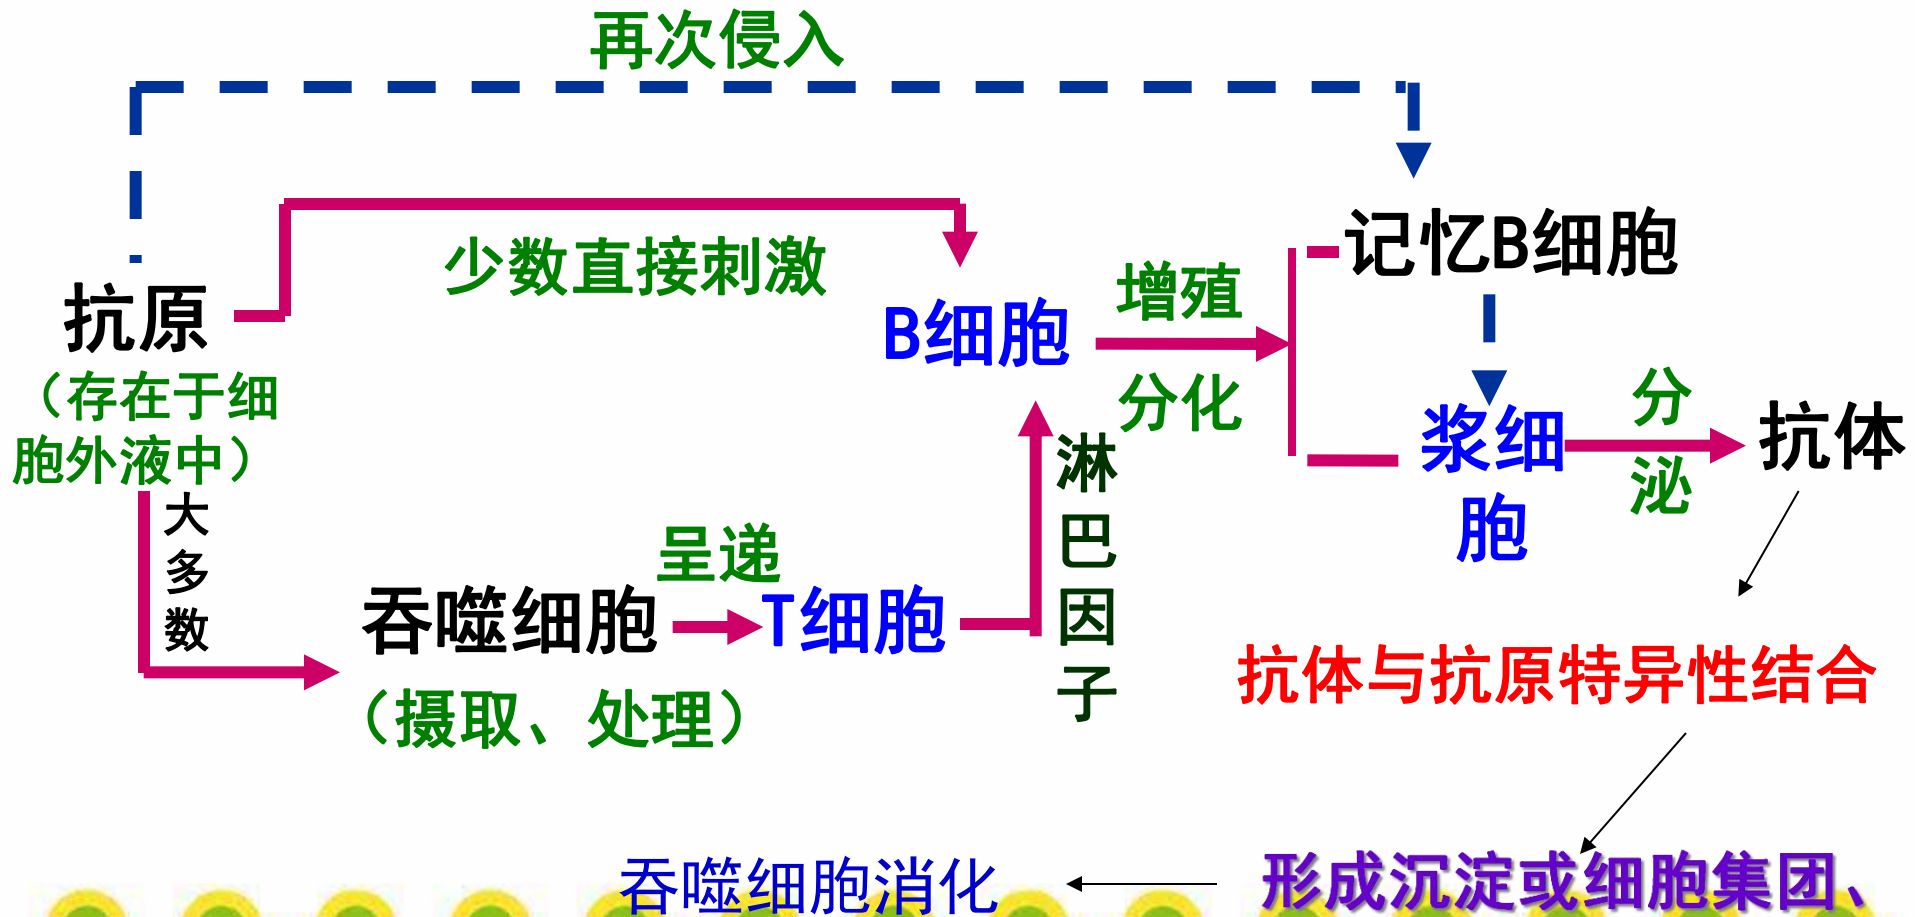 再次侵入
少数直接刺激
记忆B细胞
抗原
（存在于细
胞外液中）
B细胞
增殖
分化
浆细
胞
分
泌
抗体
大
多
数
吞噬细胞
（摄取、处理）
呈递
T细胞
淋
巴
因
子
抗体与抗原特异性结合
形成沉淀或细胞集团、
吞噬细胞消化